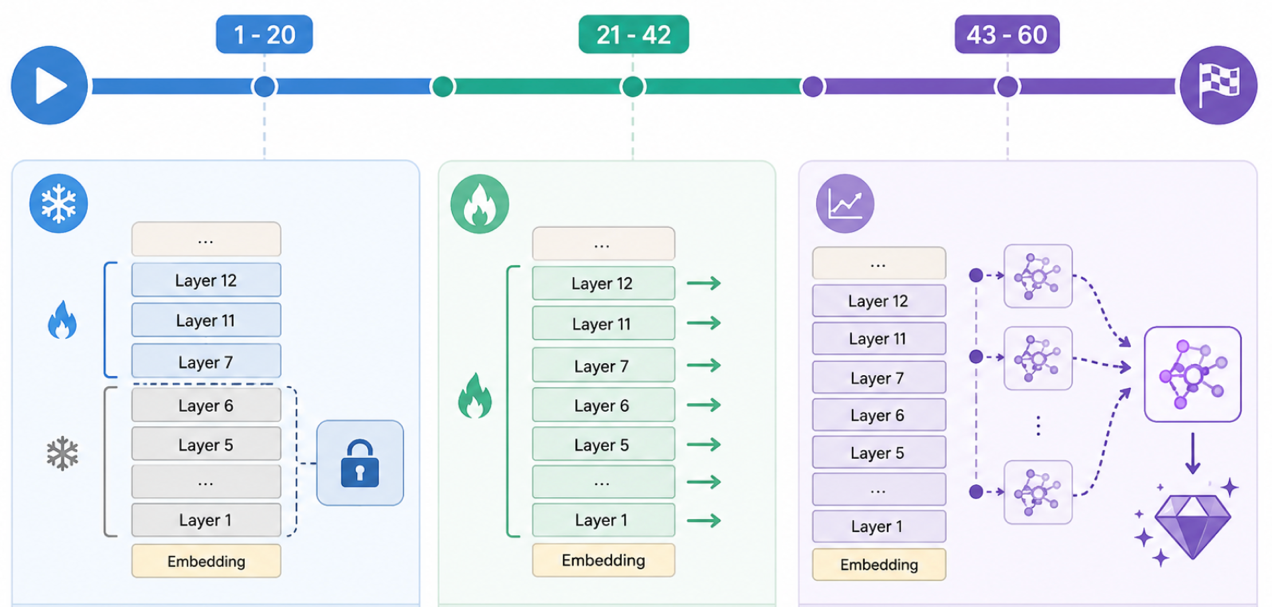 1 - 20
21 - 42
43 - 60
...
Layer 12
Layer 11
Layer 7
Layer 6
Layer 5
...
Layer 1
Embedding
...
Layer 12
Layer 11
Layer 7
Layer 6
Layer 5
...
Layer 1
Embedding
...
Layer 12
Layer 11
Layer 7
Layer 6
Layer 5
...
Layer 1
Embedding